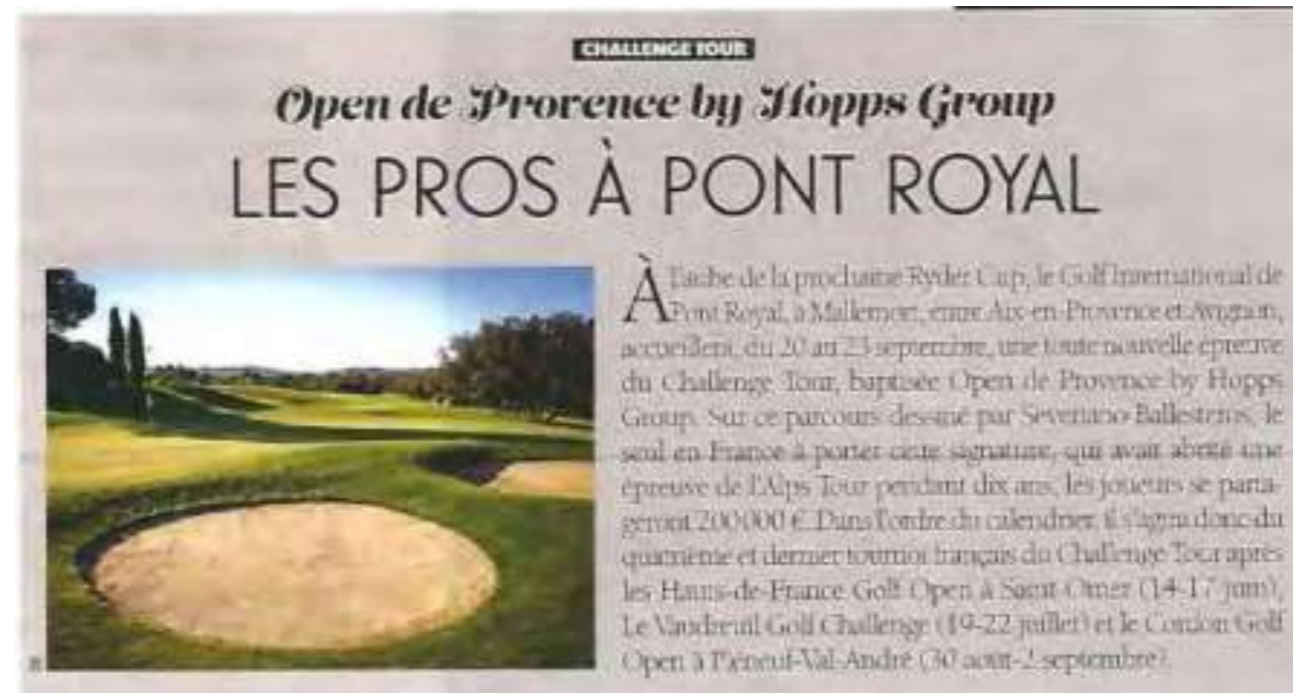 CHALLENGE TOUR
Open de Provence by Hopps Group
LES PROS À PONT ROYAL
À l'aube de la prochaine Ryder Cup, le Golf International de
Pont Royal, à Mallemort, entre Aix-en-Provence et Avignon,
accueillent, du 20 au 23 septembre, une toute nouvelle épreuve
du Challenge Tour, baptisée Open de Provence by Hopps
Group. Sur ce parcours dessiné par Severiano Ballesteros, le
seul en France à porter cette signature, qui avait abrité une
épreuve de l'Alps Tour pendant dix ans, les joueurs se parta-
geront 200 000 €. Dans l'ordre du calendrier, il s'agira donc du
quatrième et dernier tournoi français du Challenge Tour après
les Hauts-de-France Golf Open à Saint-Omer (14-17 juin),
Le Vaudreuil Golf Challenge (19-22 juillet) et le Cordon Golf
Open à Pléneuf-Val-André (30 août-2 septembre).